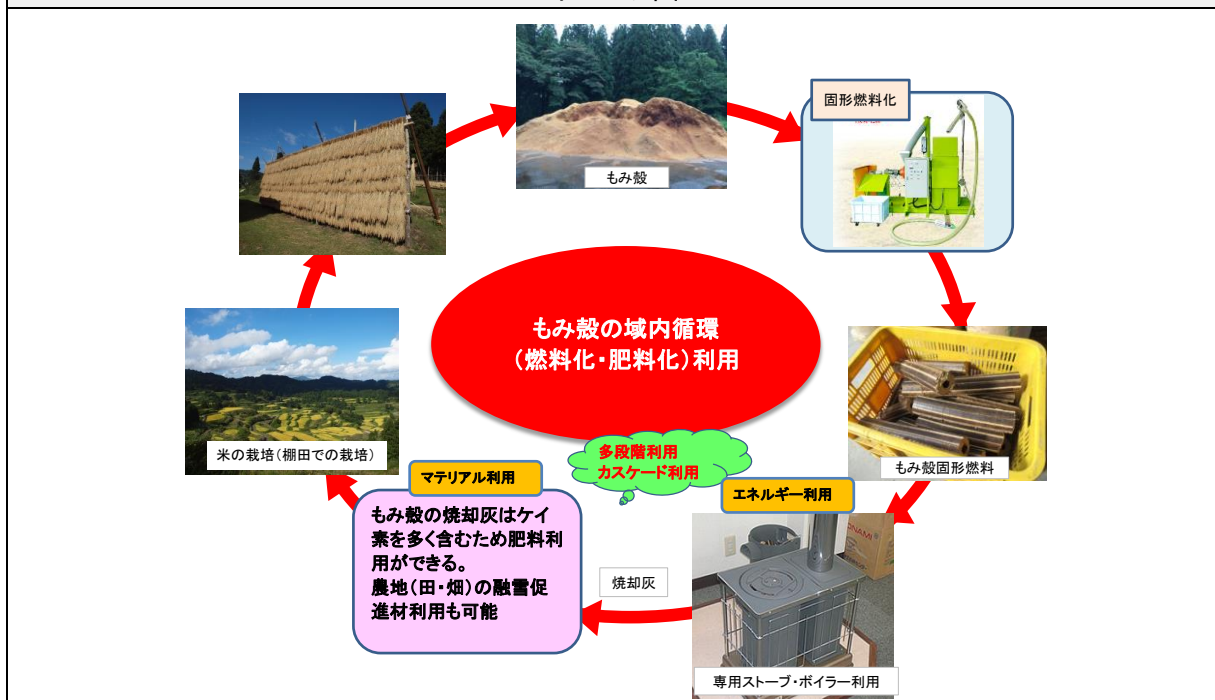 もみ殻
固形燃料化
もみ殻の域内循環
(燃料化・肥料化)利用
米の栽培(棚田での栽培)
もみ殻固形燃料
多段階利用
カスケード利用
マテリアル利用
エネルギー利用
もみ殻の焼却灰はケイ
素を多く含むため肥料利
用ができる。
農地(田・畑)の融雪促
進材利用も可能
焼却灰
専用ストーブ・ボイラー利用